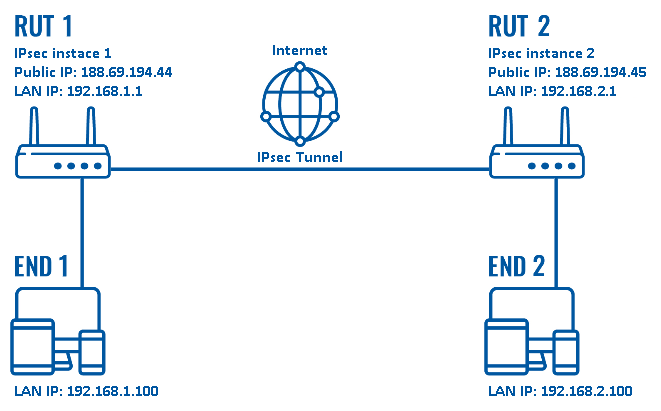 RUT 1
IPsec instace 1
Public IP: 188.69.194.44
LAN IP: 192.168.1.1
Internet
IPsec Tunnel
RUT 2
IPsec instance 2
Public IP: 188.69.194.45
LAN IP: 192.168.2.1
END 1
LAN IP: 192.168.1.100
END 2
LAN IP: 192.168.2.100